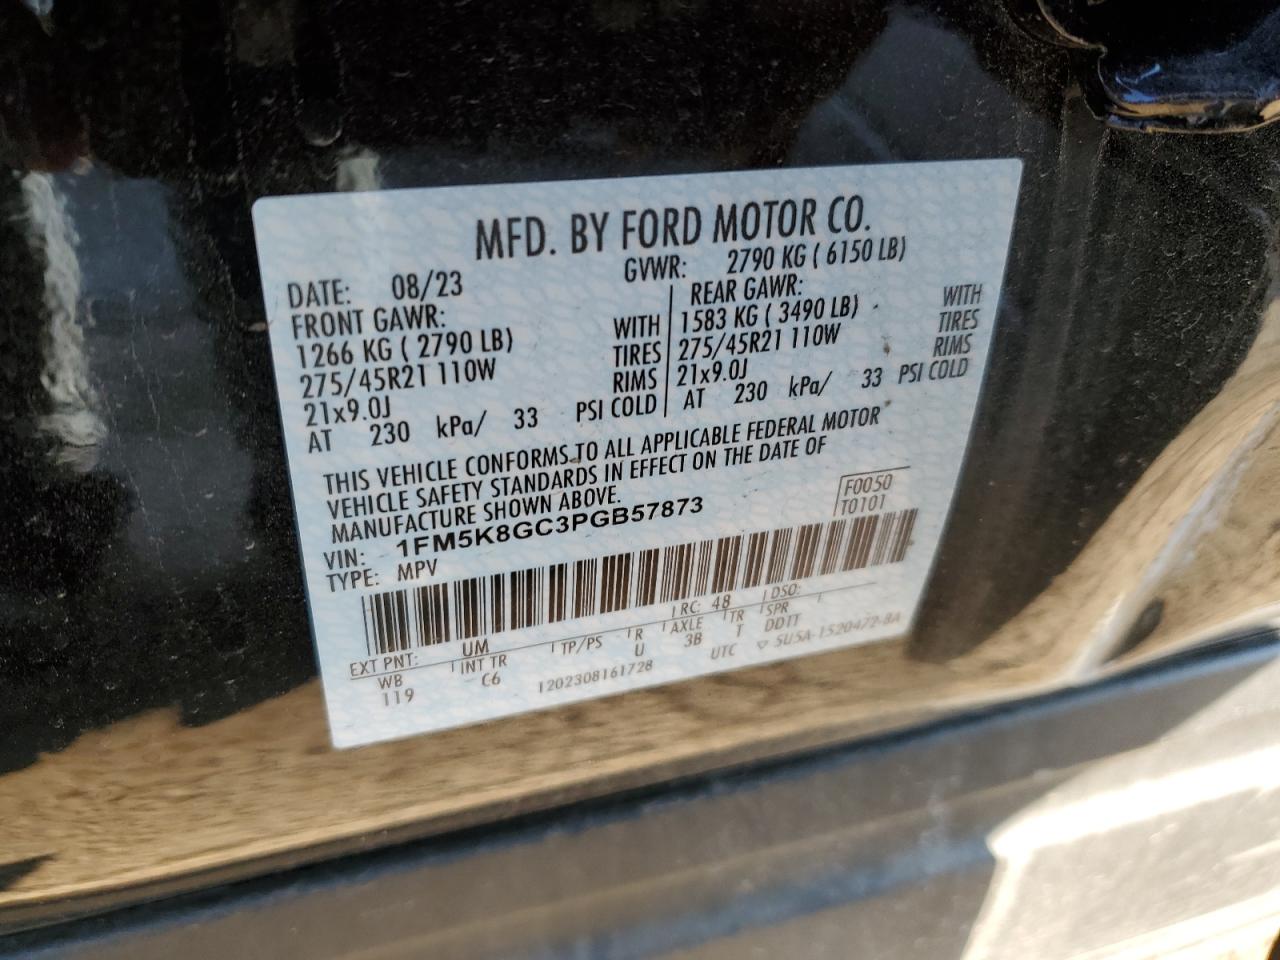 MFD. BY FORD MOTOR CO.
DATE: 08/23 GVWR: 2790 KG ( 6150 LB)
FRONT GAWR: REAR GAWR:
1266 KG ( 2790 LB) WITH 1583 KG ( 3490 LB) WITH
275/45R21 110W TIRES 275/45R21 110W TIRES
21x9.0J RIMS 21x9.0J RIMS
AT 230 kPa/ 33 PSI COLD AT 230 kPa/ 33 PSI COLD
THIS VEHICLE CONFORMS TO ALL APPLICABLE FEDERAL MOTOR
VEHICLE SAFETY STANDARDS IN EFFECT ON THE DATE OF
MANUFACTURE SHOWN ABOVE.
VIN: 1FM5K8GC3PGB57873 F0050
TYPE: MPV T0101
EXT PNT: UM RC: 48 DSO:
WB INT TR TP/PS R AXLE TR SPR
119 C6 U 3B T DDTT
1202308161728 UTC ▽ 5U5A-1520472-BA